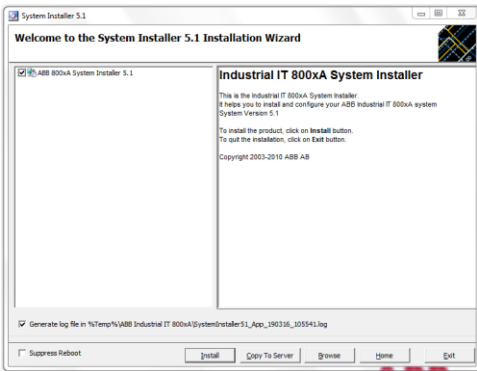 System Installer 5.1
Welcome to the System Installer 5.1 Installation Wizard
ABB 800xA System Installer 5.1
Industrial IT 800xA System Installer
This is the Industrial IT 800xA System Installer.
It helps you to install and configure your ABB Industrial IT 800xA system
System Version 5.1
To install the product, click on Install button.
To quit the installation, click on Exit button.
Copyright 2003-2010 ABB AB
Generate log file in %Temp%\ABB Industrial IT 800xA\SystemInstaller51_App_190316_105541.log
Suppress Reboot
Install
Copy To Server
Browse
Home
Exit